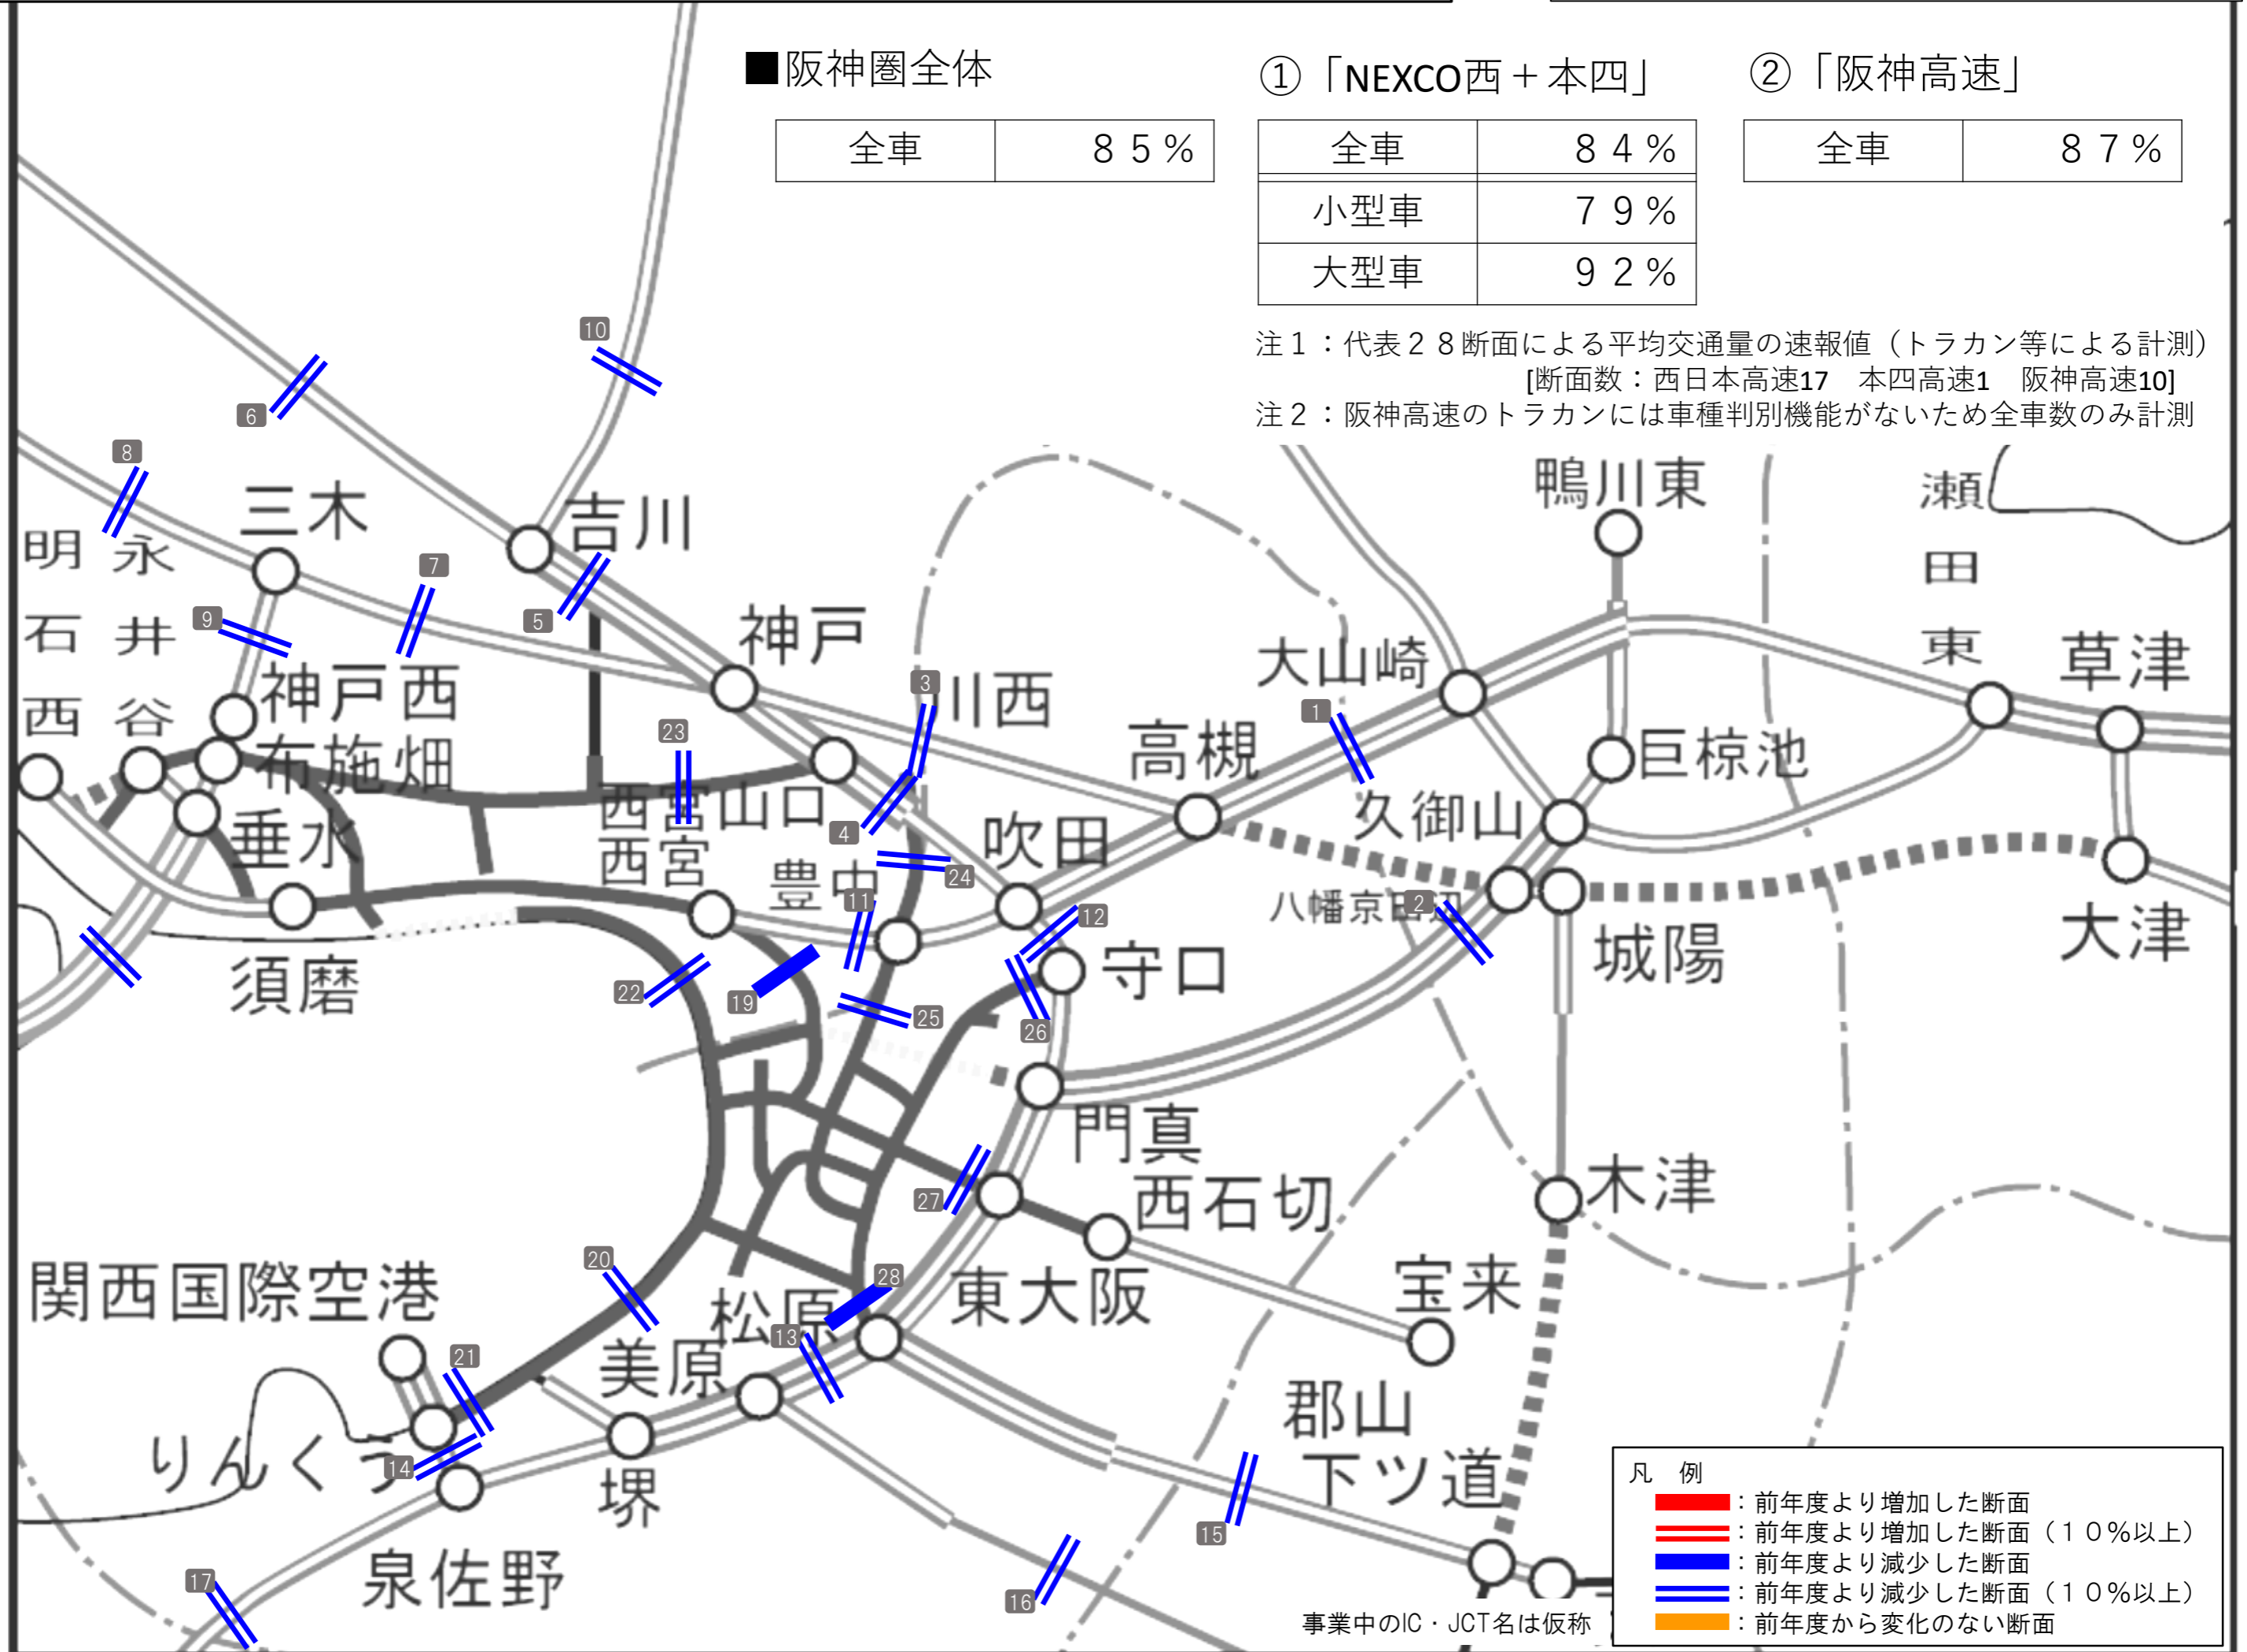 ■阪神圏全体
全車 ８５％
①「NEXCO西＋本四」
全車 ８４％
小型車 ７９％
大型車 ９２％
②「阪神高速」
全車 ８７％
注１：代表２８断面による平均交通量の速報値（トラカン等による計測）
[断面数：西日本高速17　本四高速1　阪神高速10]
注２：阪神高速のトラカンには車種判別機能がないため全車数のみ計測
10
6
8
三木
吉川
鴨川東
瀬田東
明石西
永井谷
7
5
9
神戸
3
川西
大山崎
草津
神戸西
1
23
布施畑
高槻
巨椋池
垂水
西宮山口
4
吹田
久御山
西宮
豊中
24
11
八幡京田辺
2
12
城陽
大津
須磨
22
19
25
守口
26
門真
27
西石切
木津
20
関西国際空港
28
松原
東大阪
宝来
13
21
美原
郡山下ツ道
りんくう
14
堺
15
17
泉佐野
16
事業中のIC・JCT名は仮称
凡　例
：前年度より増加した断面
：前年度より増加した断面（１０％以上）
：前年度より減少した断面
：前年度より減少した断面（１０％以上）
：前年度から変化のない断面